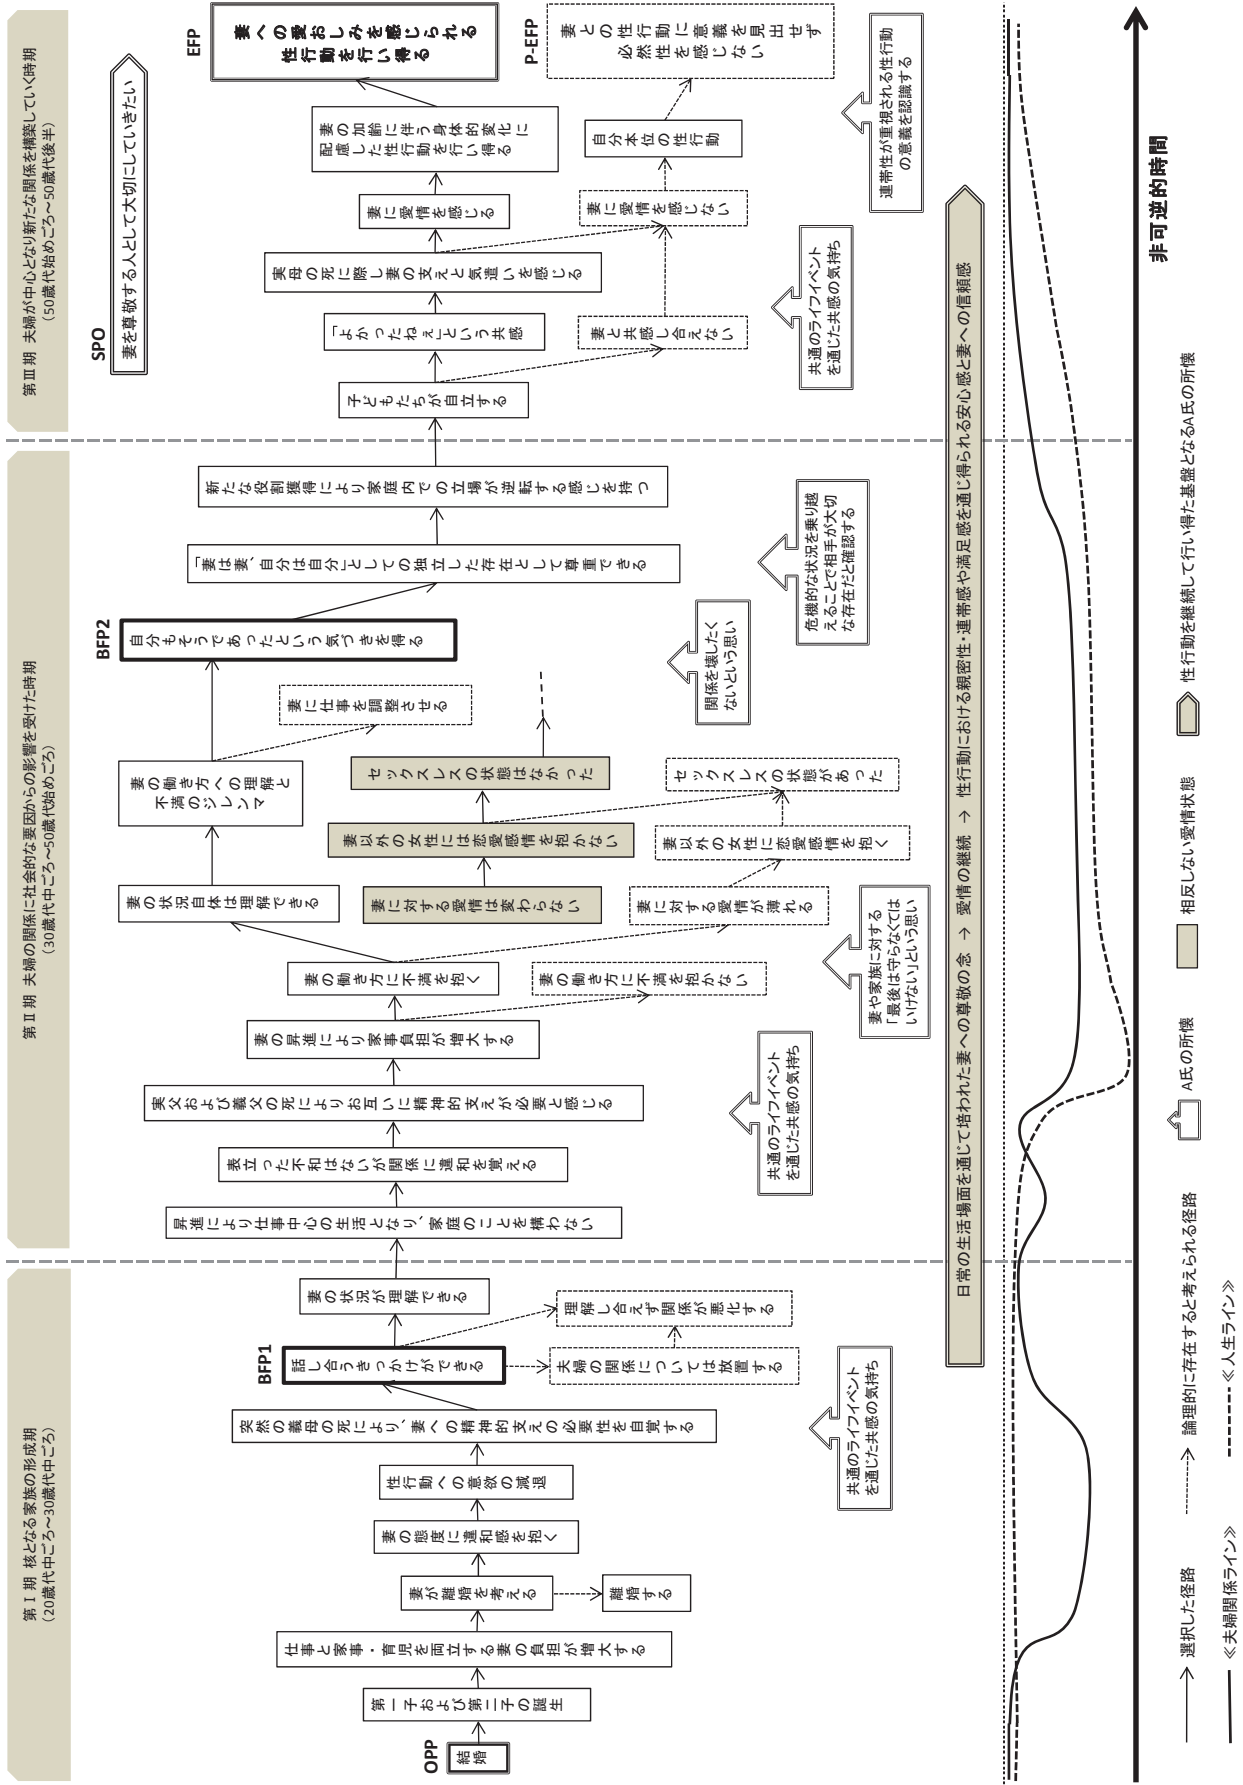 第Ⅰ期 核となる家族の形成期
（20歳代中ごろ～30歳代中ごろ）
第Ⅱ期 夫婦の関係に社会的な要因からの影響を受けた時期
（30歳代中ごろ～50歳代始めごろ）
第Ⅲ期 夫婦が中心となり新たな関係を構築していく時期
（50歳代始めごろ～50歳代後半）
SPO
妻を尊敬する人として大切にしていきたい
OPP
結婚
第一子および第二子の誕生
仕事と家事・育児を両立する妻の負担が増大する
妻が離婚を考える
離婚する
妻の態度に違和感を抱く
性行動への意欲の減退
突然の義母の死により、妻への精神的支えの必要性を自覚する
BFP1
話し合うきっかけができる
夫婦の関係については放置する
理解し合えず関係が悪化する
妻の状況が理解できる
昇進により仕事中心の生活となり、家庭のことを構わない
表立った不和はないが関係に違和を覚える
実父および義父の死によりお互いに精神的支えが必要と感じる
妻の昇進により家事負担が増大する
妻の働き方に不満を抱く
妻の働き方に不満を抱かない
妻の状況自体は理解できる
妻に対する愛情は変わらない
妻に対する愛情が薄れる
妻の働き方への理解と
不満のジレンマ
妻以外の女性には恋愛感情を抱かない
妻以外の女性に恋愛感情を抱く
セックスレスの状態はなかった
セックスレスの状態があった
妻に仕事を調整させる
BFP2
自分もそうであったという気づきを得る
「妻は妻、自分は自分」としての独立した存在として尊重できる
新たな役割獲得により家庭内での立場が逆転する感じを持つ
子どもたちが自立する
「よかったねぇ」という共感
妻と共感し合えない
実母の死に際し妻の支えと気遣いを感じる
妻に愛情を感じる
妻に愛情を感じない
妻の加齢に伴う身体的変化に
配慮した性行動を行い得る
自分本位の性行動
EFP
妻への愛おしみを感じられる
性行動を行い得る
P-EFP
妻との性行動に意義を見出せず
必然性を感じない
共通のライフイベント
を通じた共感の気持ち
共通のライフイベント
を通じた共感の気持ち
妻や家族に対する
「最後は守らなくては
いけない」という思い
関係を壊したく
ないという思い
危機的な状況を乗り越
えることで相手が大切
な存在だと確認する
共通のライフイベント
を通じた共感の気持ち
連帯性が重視される性行動
の意義を認識する
日常の生活場面を通じて培われた妻への尊敬の念 → 愛情の継続 → 性行動における親密性・連帯感や満足感を通じ得られる安心感と妻への信頼感
非可逆的時間
選択した径路
論理的に存在すると考えられる径路
A氏の所懐
相反しない愛情状態
性行動を継続して行い得た基盤となるA氏の所懐
≪夫婦関係ライン≫
≪人生ライン≫